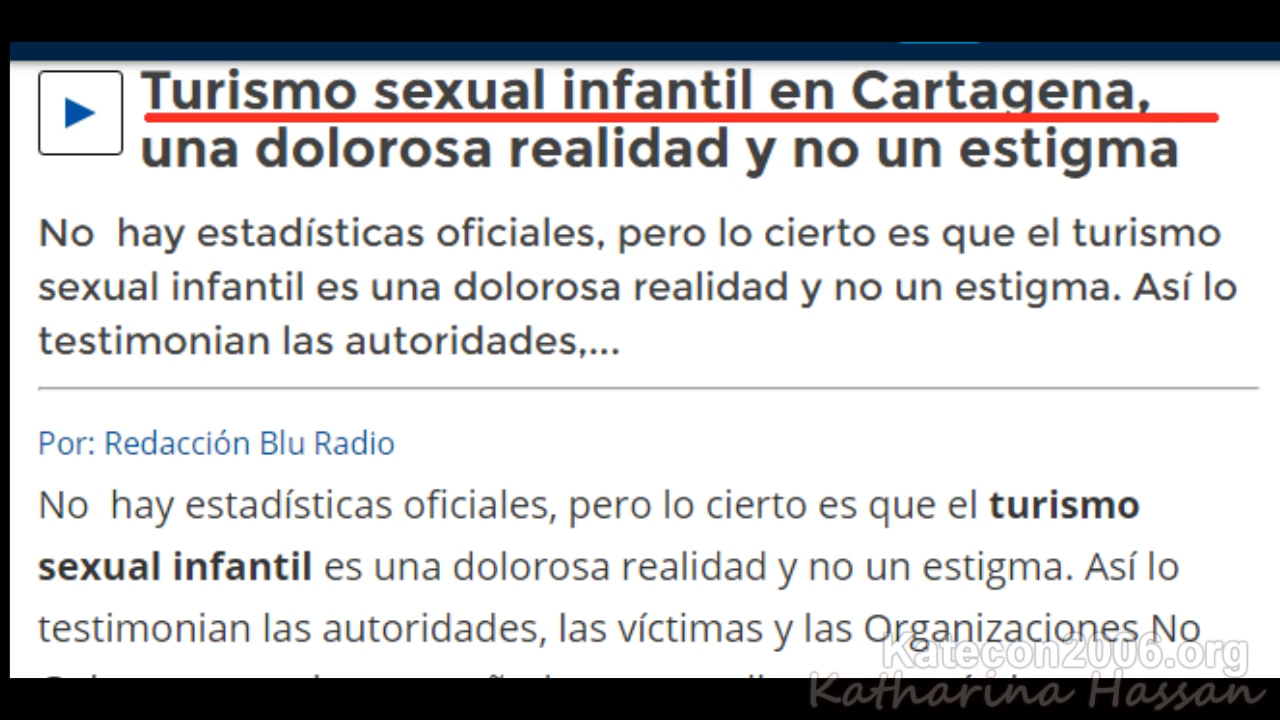 Turismo sexual infantil en Cartagena,
una dolorosa realidad y no un estigma
No hay estadísticas oficiales, pero lo cierto es que el turismo
sexual infantil es una dolorosa realidad y no un estigma. Así lo
testimonian las autoridades,...
Por: Redacción Blu Radio
No hay estadísticas oficiales, pero lo cierto es que el turismo
sexual infantil es una dolorosa realidad y no un estigma. Así lo
testimonian las autoridades, las víctimas y las Organizaciones No
Katecon2006.org
Katharina Hassan